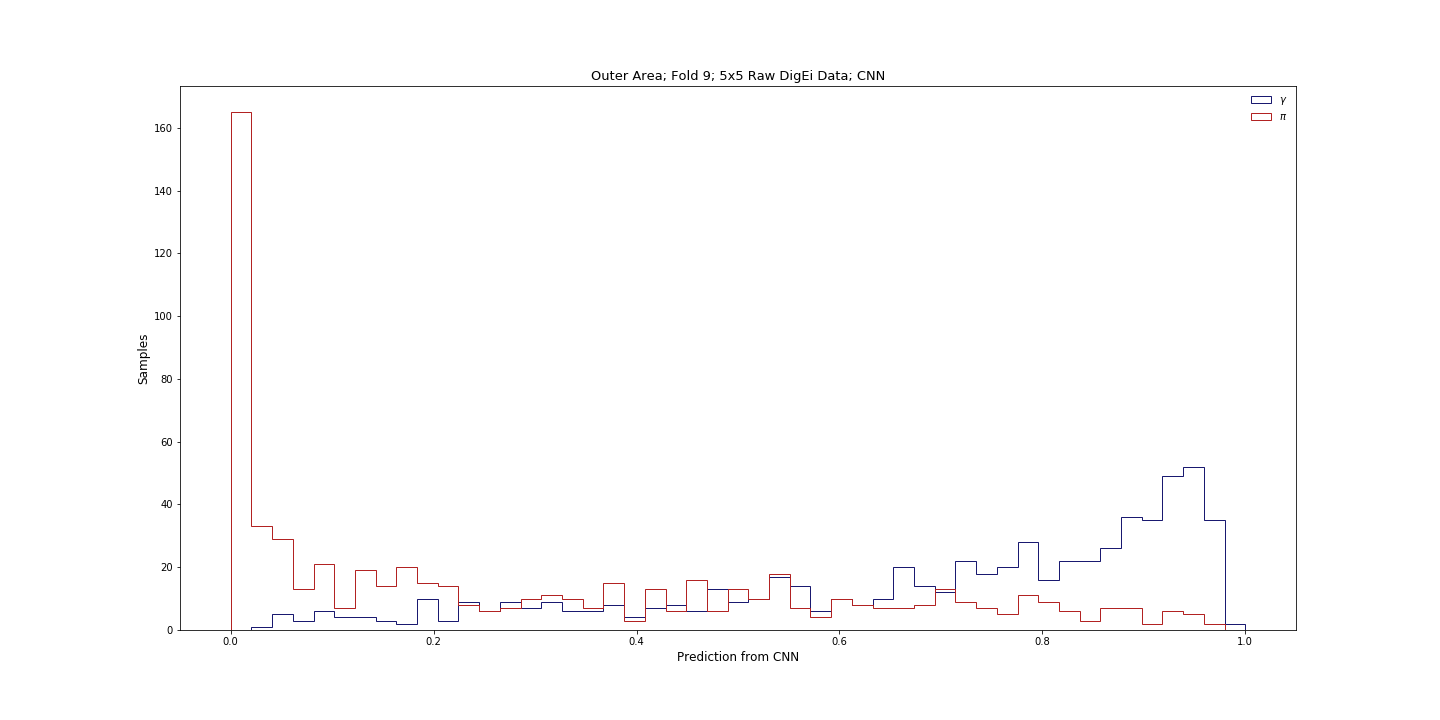 Outer Area; Fold 9; 5x5 Raw DigEi Data; CNN
γ
π
Samples
160
140
120
100
80
60
40
20
0
0.0 0.2 0.4 0.6 0.8 1.0
Prediction from CNN